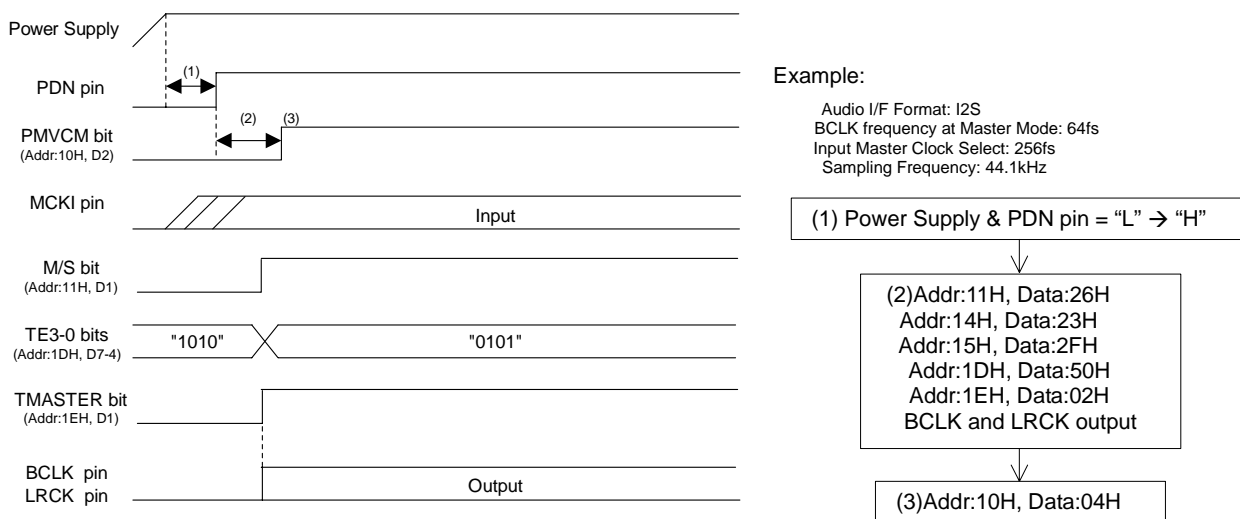 Power Supply
(1)
PDN pin
(2)
(3)
PMVCM bit
(Addr:10H, D2)
MCKI pin
Input
M/S bit
(Addr:11H, D1)
TE3-0 bits
(Addr:1DH, D7-4)
"1010"
"0101"
TMASTER bit
(Addr:1EH, D1)
BCLK pin
LRCK pin
Output
Example:
Audio I/F Format: I2S
BCLK frequency at Master Mode: 64fs
Input Master Clock Select: 256fs
Sampling Frequency: 44.1kHz
(1) Power Supply & PDN pin = “L” → “H”
(2)Addr:11H, Data:26H
Addr:14H, Data:23H
Addr:15H, Data:2FH
Addr:1DH, Data:50H
Addr:1EH, Data:02H
BCLK and LRCK output
(3)Addr:10H, Data:04H